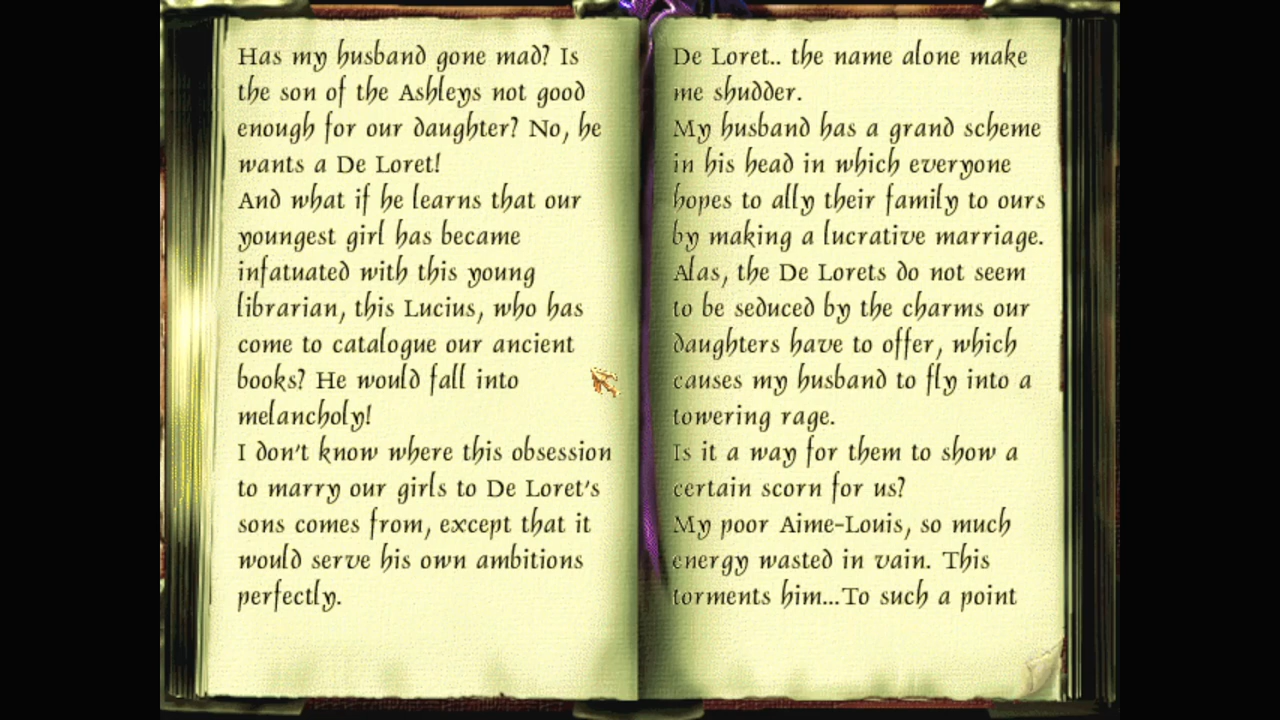 Has my husband gone mad? Is
the son of the Ashleys not good
enough for our daughter? No, he
wants a De Loret!
And what if he learns that our
youngest girl has became
infatuated with this young
librarian, this Lucius, who has
come to catalogue our ancient
books? He would fall into
melancholy!
I don't know where this obsession
to marry our girls to De Loret's
sons comes from, except that it
would serve his own ambitions
perfectly.
De Loret.. the name alone make
me shudder.
My husband has a grand scheme
in his head in which everyone
hopes to ally their family to ours
by making a lucrative marriage.
Alas, the De Lorets do not seem
to be seduced by the charms our
daughters have to offer, which
causes my husband to fly into a
towering rage.
Is it a way for them to show a
certain scorn for us?
My poor Aime-Louis, so much
energy wasted in vain. This
torments him...To such a point